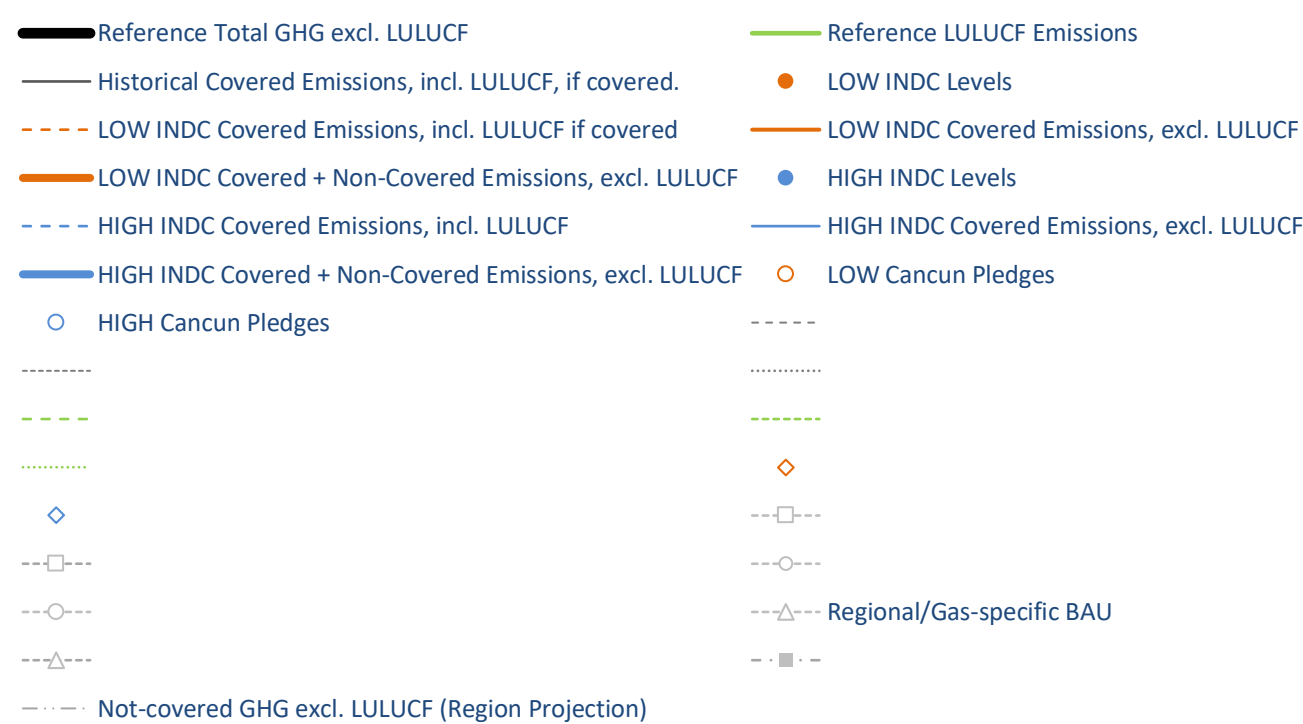 Reference Total GHG excl. LULUCF
Reference LULUCF Emissions
Historical Covered Emissions, incl. LULUCF, if covered.
LOW INDC Levels
LOW INDC Covered Emissions, incl. LULUCF if covered
LOW INDC Covered Emissions, excl. LULUCF
LOW INDC Covered + Non-Covered Emissions, excl. LULUCF
HIGH INDC Levels
HIGH INDC Covered Emissions, incl. LULUCF
HIGH INDC Covered Emissions, excl. LULUCF
HIGH INDC Covered + Non-Covered Emissions, excl. LULUCF
LOW Cancun Pledges
HIGH Cancun Pledges
Regional/Gas-specific BAU
Not-covered GHG excl. LULUCF (Region Projection)